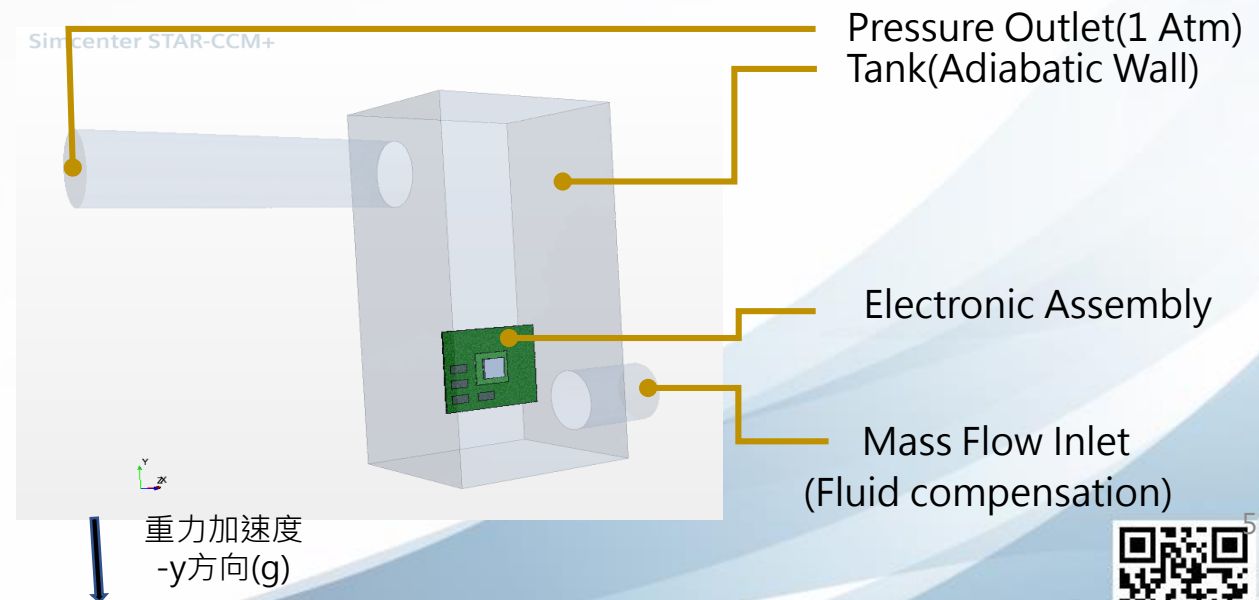 Simcenter STAR-CCM+
Pressure Outlet(1 Atm)
Tank(Adiabatic Wall)
Electronic Assembly
Mass Flow Inlet
(Fluid compensation)
Y
ZX
重力加速度
-y方向(g)
5